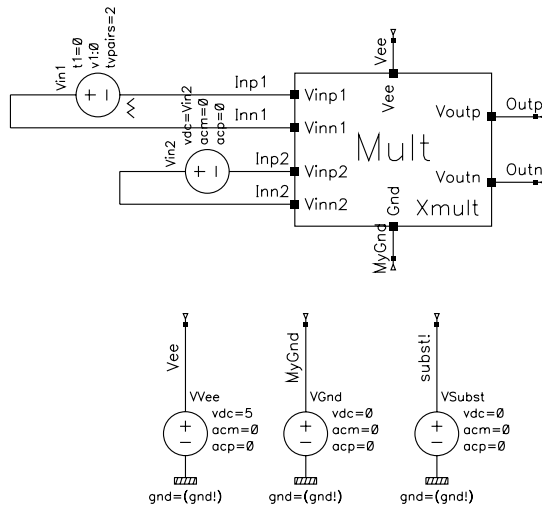 Vin1
t1=0
v1:0
tvpairs=2
Vin2
vdc=Vin2
acm=0
acp=0
Inp1
Inn1
Inp2
Inn2
Vee
Vee
Vinp1
Vinn1
Vinp2
Vinn2
Mult
Xmult
Voutp
Voutn
Outp
Outn
Gnd
MyGnd
Vee
VVee
vdc=5
acm=0
acp=0
gnd=(gnd!)
MyGnd
VGnd
vdc=0
acm=0
acp=0
gnd=(gnd!)
subst!
VSubst
vdc=0
acm=0
acp=0
gnd=(gnd!)